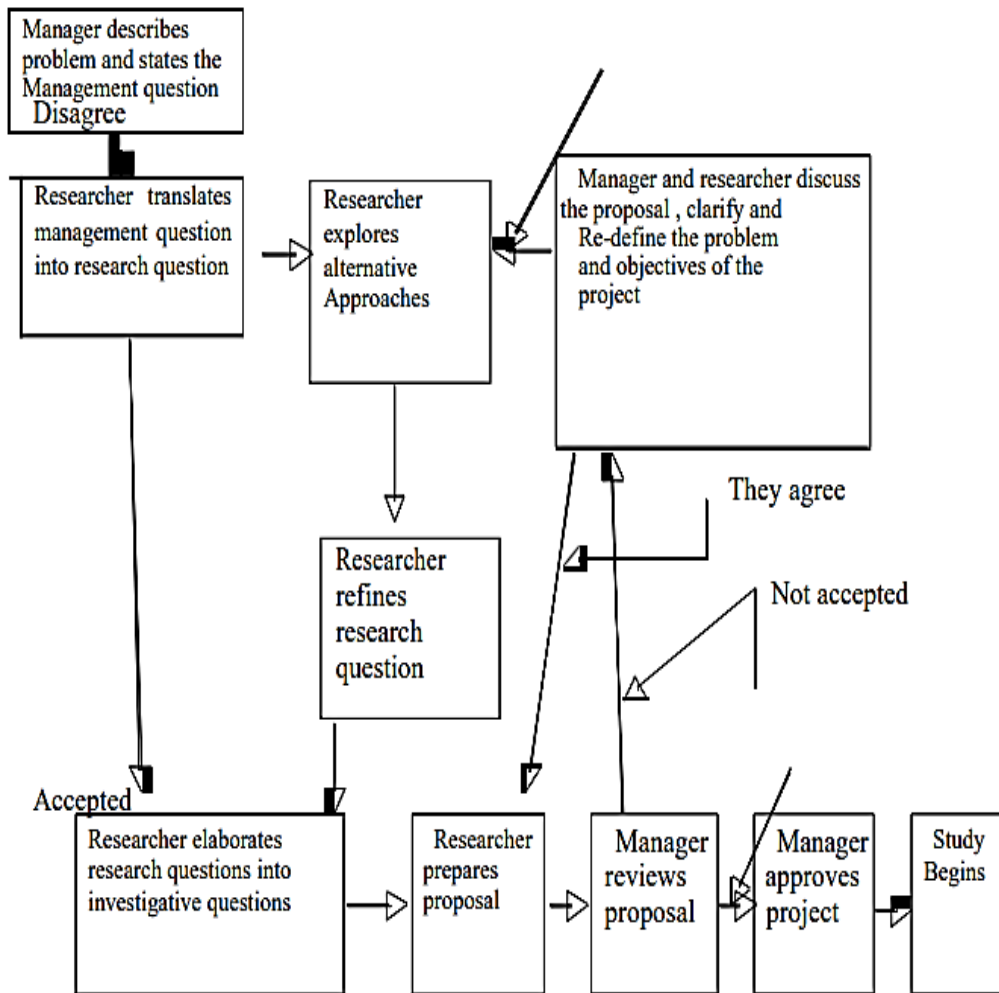 Manager describes
problem and states the
Management question
Disagree
Researcher translates
management question
into research question
Researcher
explores
alternative
Approaches
Manager and researcher discuss
the proposal , clarify and
Re-define the problem
and objectives of the
project
They agree
Not accepted
Researcher
refines
research
question
Accepted
Researcher elaborates
research questions into
investigative questions
Researcher
prepares
proposal
Manager
reviews
proposal
Manager
approves
project
Study
Begins